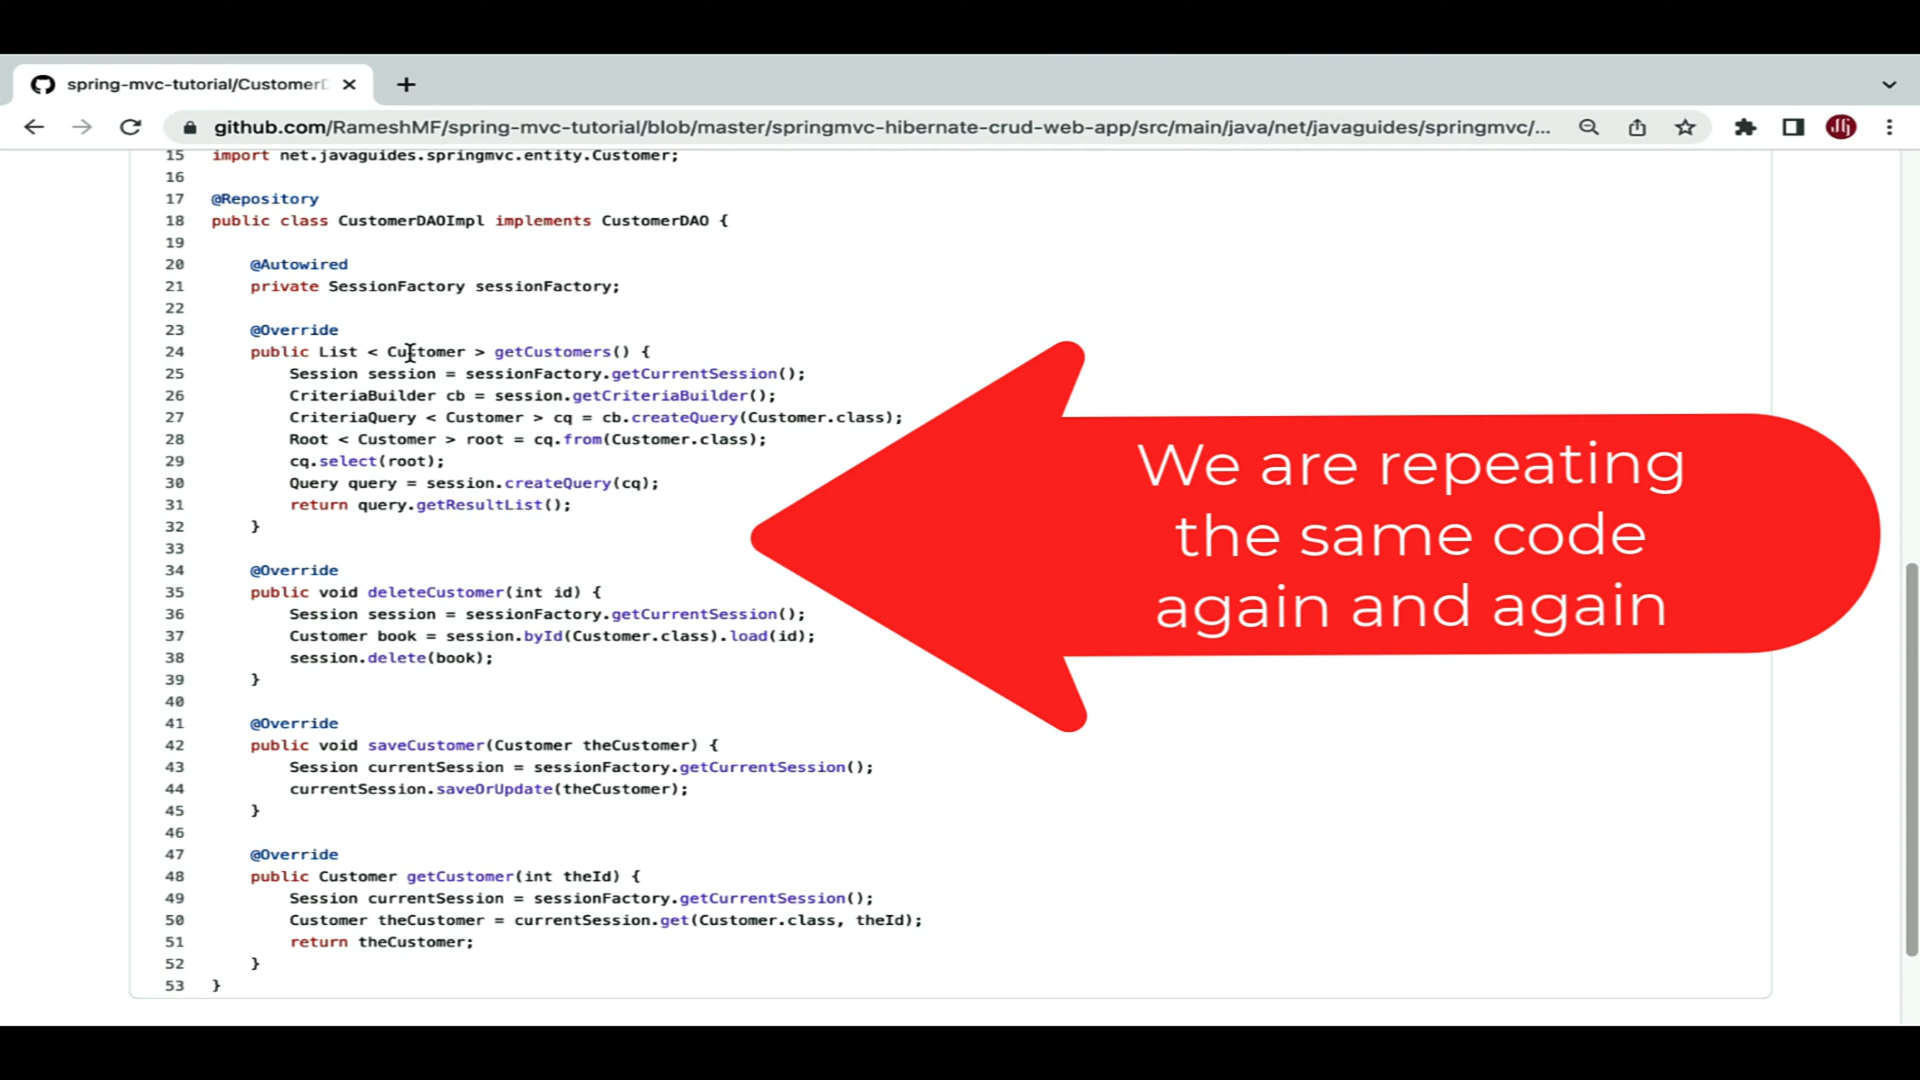 spring-mvc-tutorial/CustomerD
github.com/RameshMF/spring-mvc-tutorial/blob/master/springmvc-hibernate-crud-web-app/src/main/java/net/javaguides/springmvc/...
15 import net.javaguides.springmvc.entity.Customer;
16
17 @Repository
18 public class CustomerDAOImpl implements CustomerDAO {
19
20 @Autowired
21 private SessionFactory sessionFactory;
22
23 @Override
24 public List < Customer > getCustomers() {
25 Session session = sessionFactory.getCurrentSession();
26 CriteriaBuilder cb = session.getCriteriaBuilder();
27 CriteriaQuery < Customer > cq = cb.createQuery(Customer.class);
28 Root < Customer > root = cq.from(Customer.class);
29 cq.select(root);
30 Query query = session.createQuery(cq);
31 return query.getResultList();
32 }
33
34 @Override
35 public void deleteCustomer(int id) {
36 Session session = sessionFactory.getCurrentSession();
37 Customer book = session.byId(Customer.class).load(id);
38 session.delete(book);
39 }
40
41 @Override
42 public void saveCustomer(Customer theCustomer) {
43 Session currentSession = sessionFactory.getCurrentSession();
44 currentSession.saveOrUpdate(theCustomer);
45 }
46
47 @Override
48 public Customer getCustomer(int theId) {
49 Session currentSession = sessionFactory.getCurrentSession();
50 Customer theCustomer = currentSession.get(Customer.class, theId);
51 return theCustomer;
52 }
53 }
We are repeating
the same code
again and again